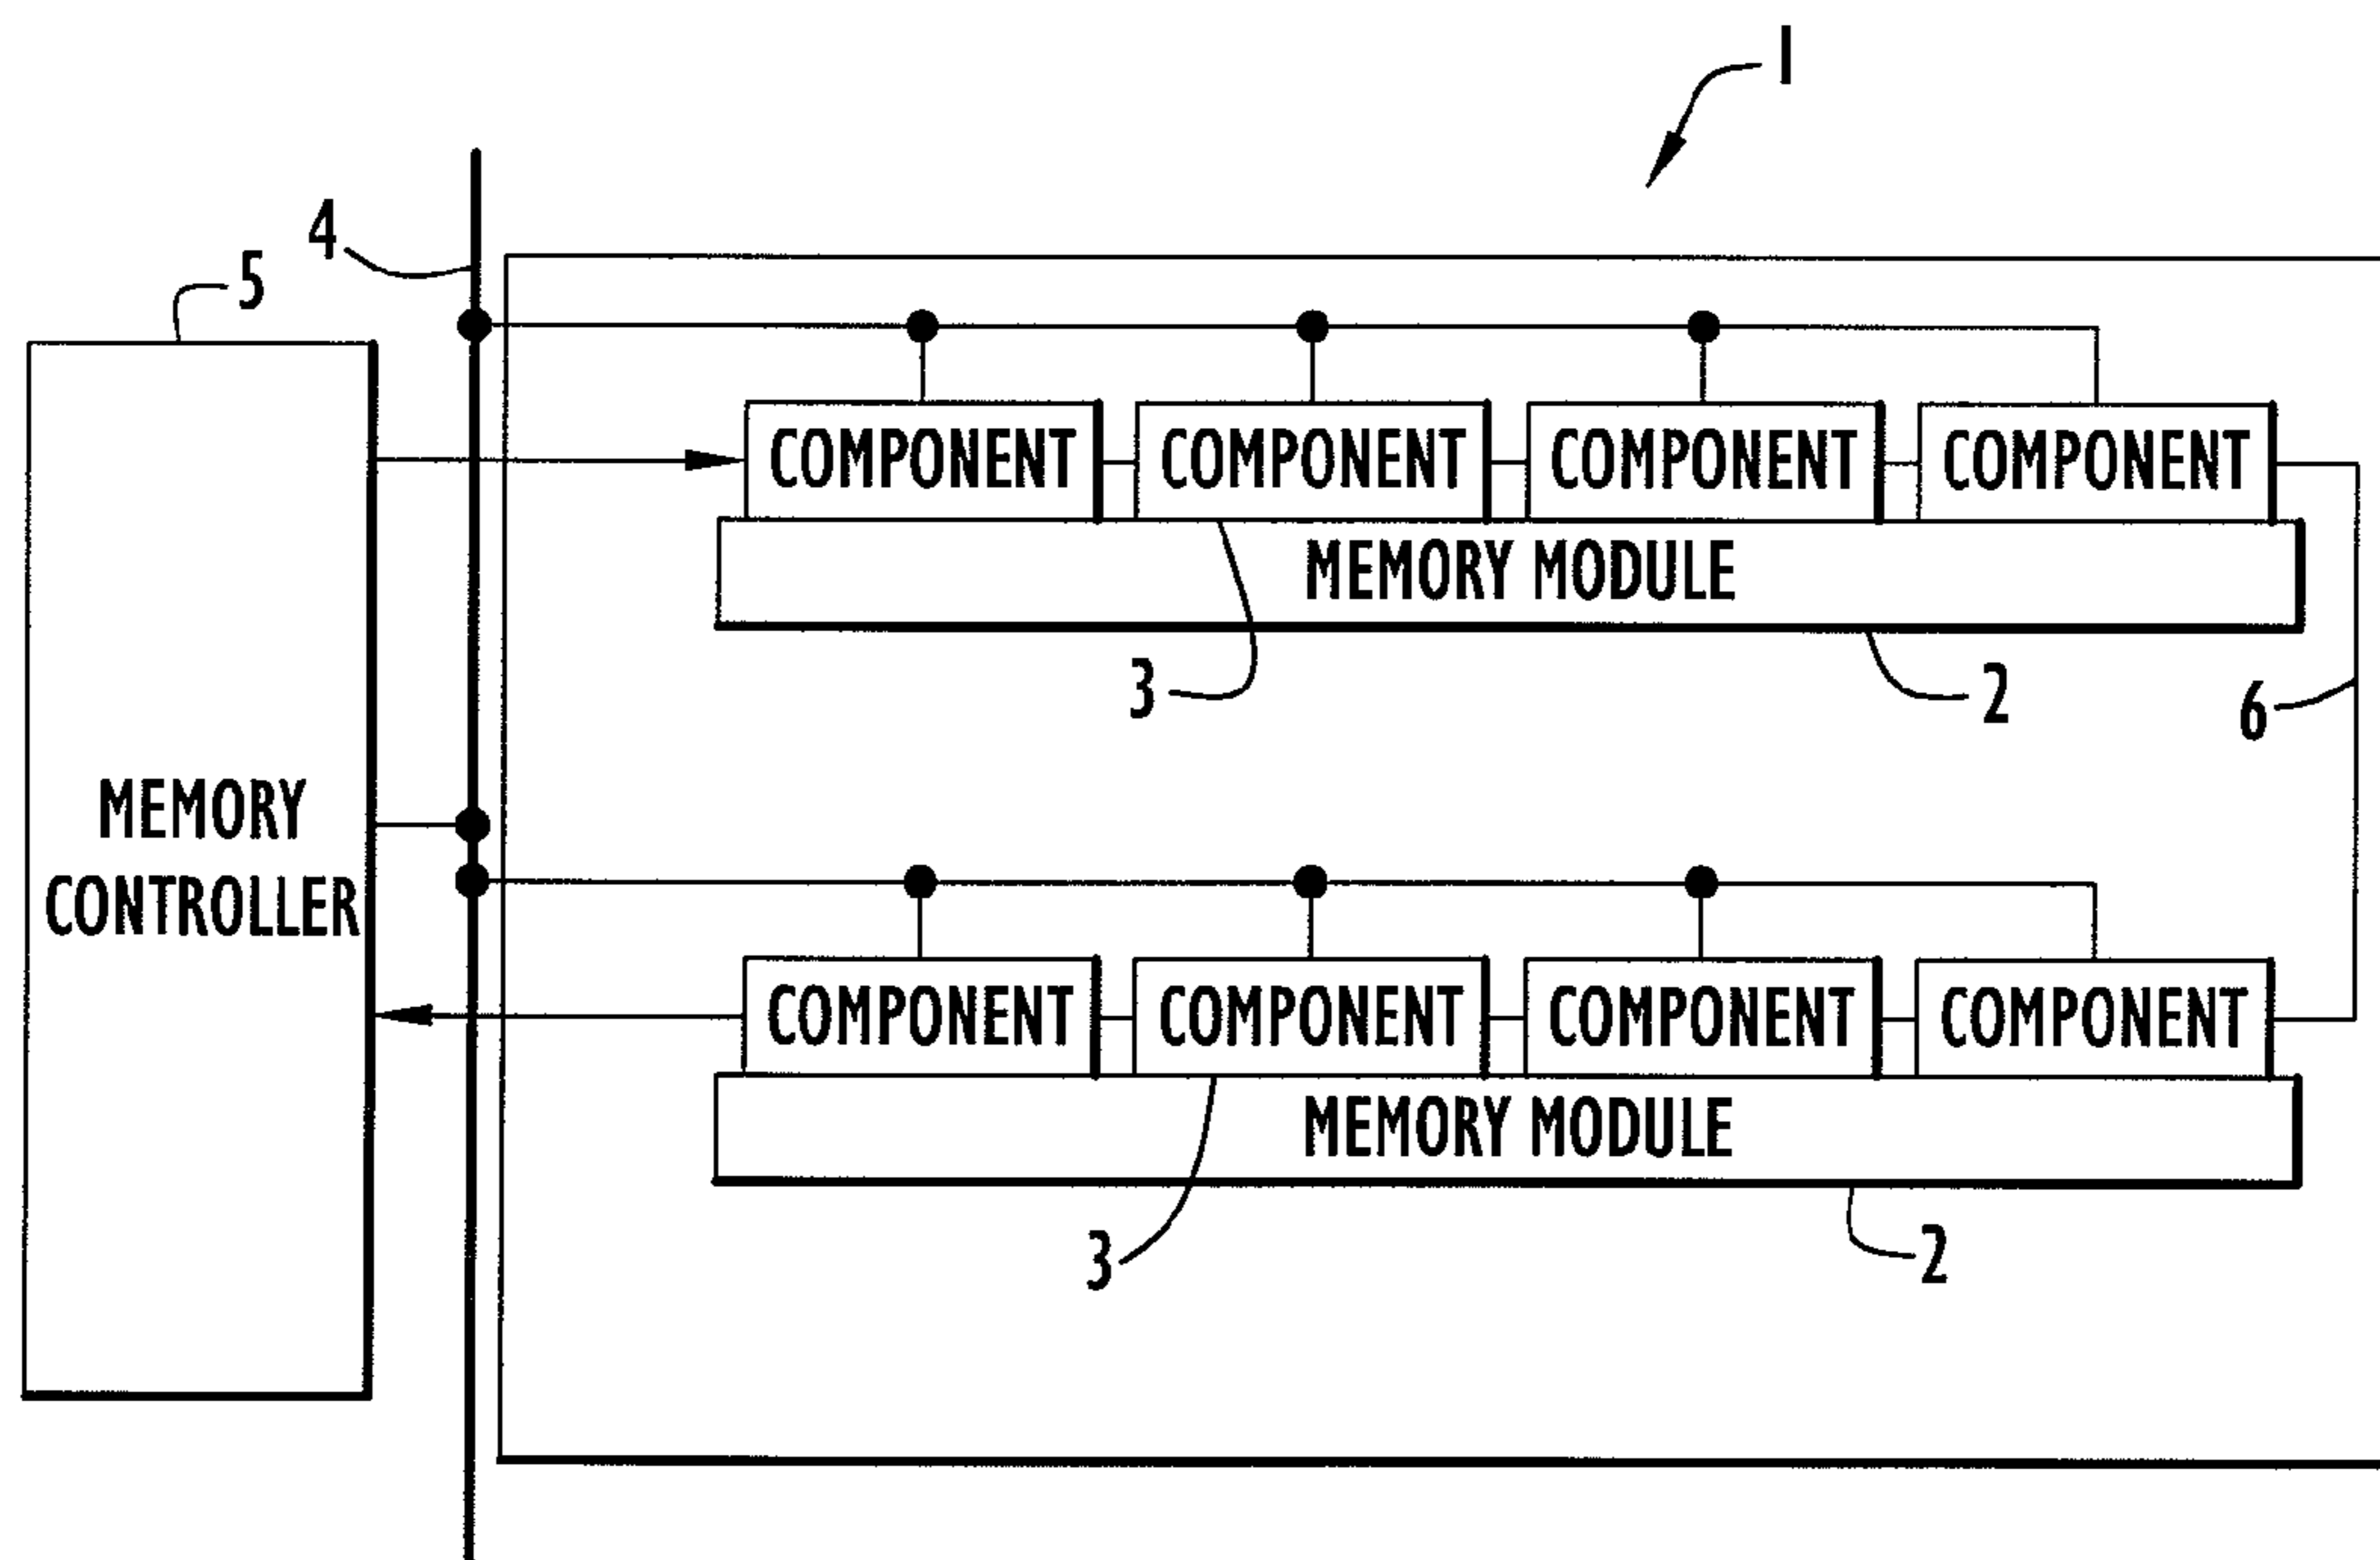 1
4
5
COMPONENT COMPONENT COMPONENT COMPONENT
MEMORY MODULE
3
2
6
MEMORY
CONTROLLER
COMPONENT COMPONENT COMPONENT COMPONENT
MEMORY MODULE
3
2